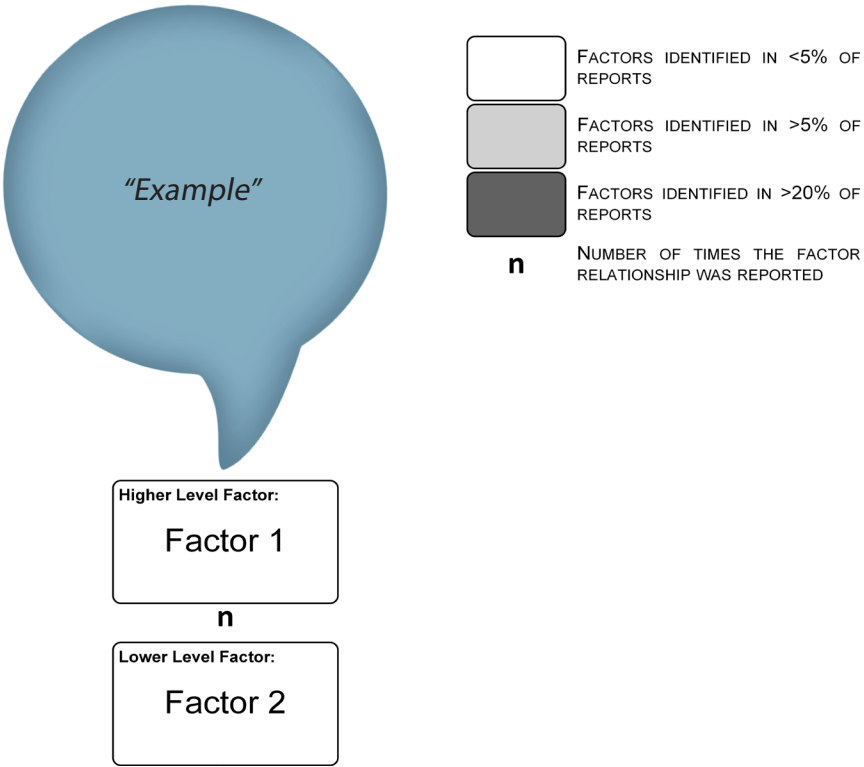 “Example”
FACTORS IDENTIFIED IN <5% OF
REPORTS
FACTORS IDENTIFIED IN >5% OF
REPORTS
FACTORS IDENTIFIED IN >20% OF
REPORTS
n
NUMBER OF TIMES THE FACTOR
RELATIONSHIP WAS REPORTED
Higher Level Factor:
Factor 1
n
Lower Level Factor:
Factor 2